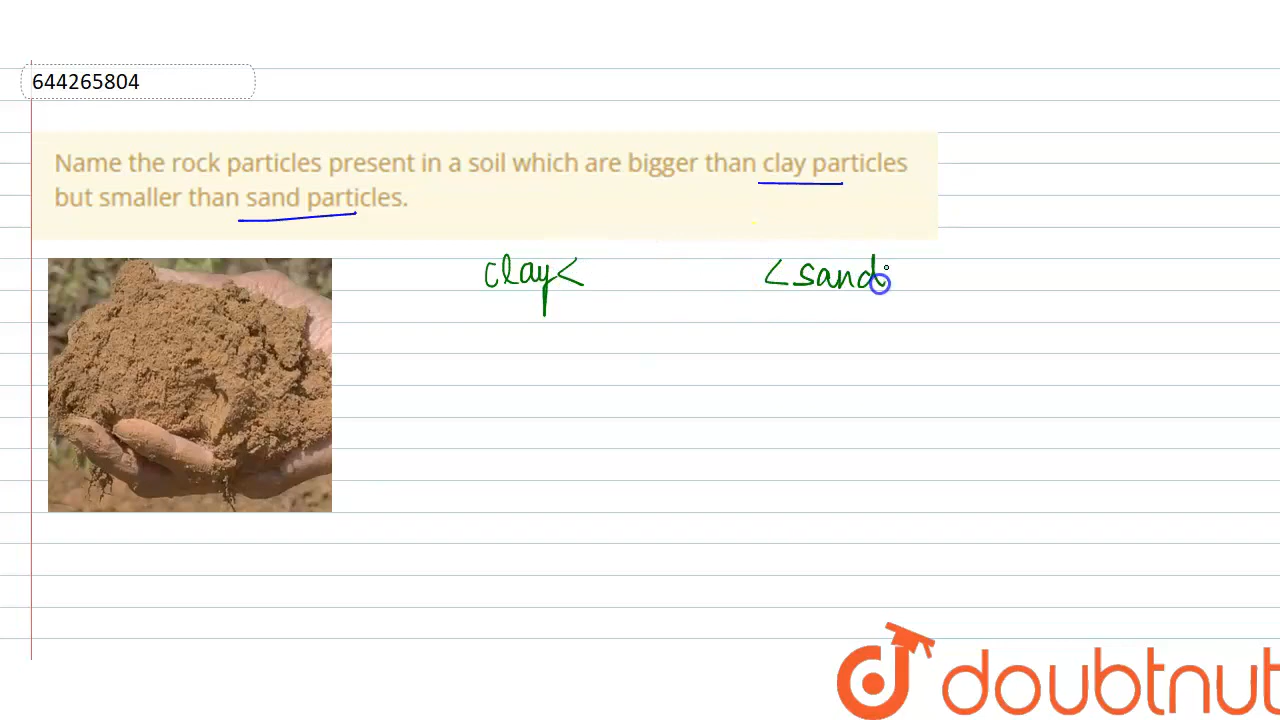 644265804
Name the rock particles present in a soil which are bigger than clay particles
but smaller than sand particles.
clay< < sand
doubtnut